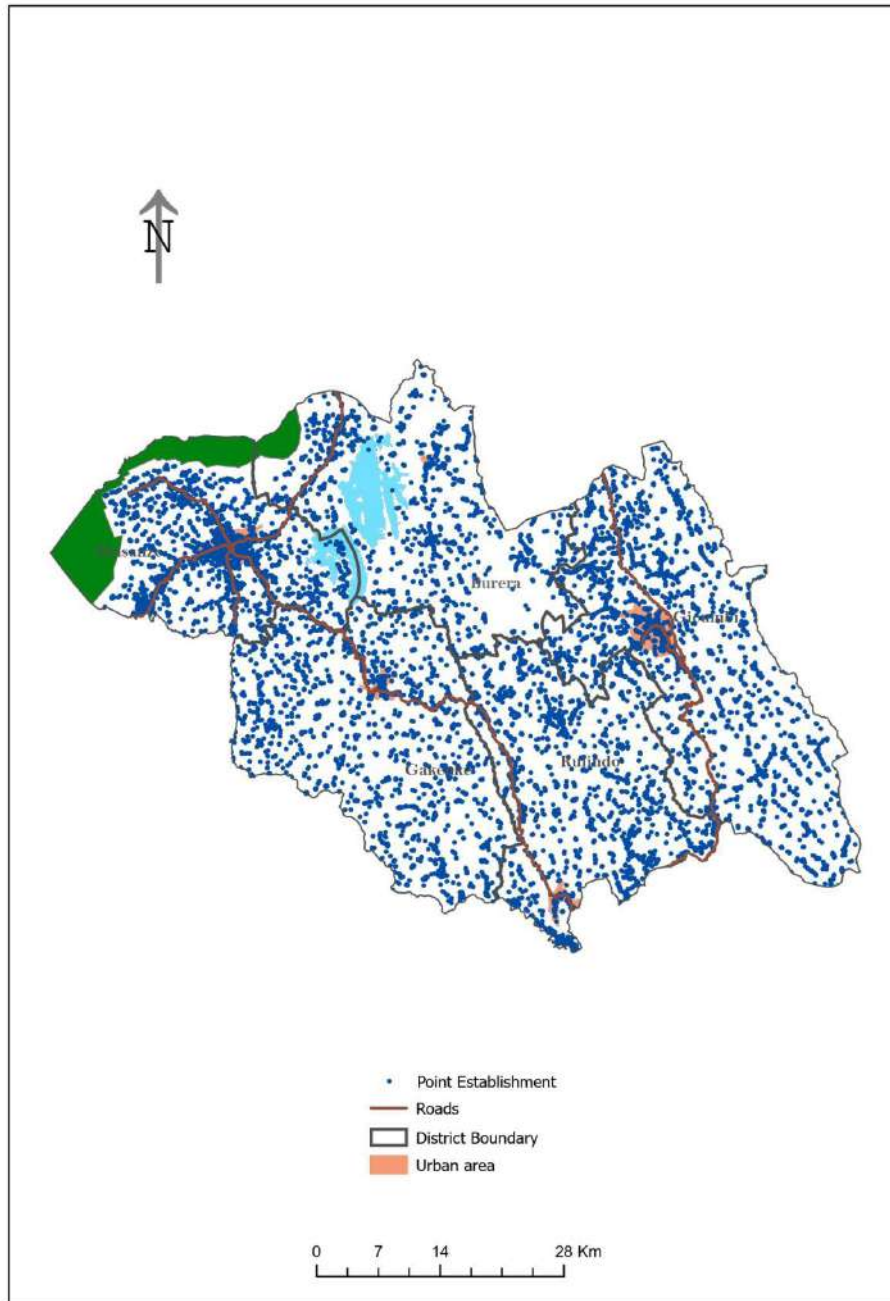 N
Burera
Rulindo
Gakenke
Point Establishment
Roads
District Boundary
Urban area
0 7 14 28 Km